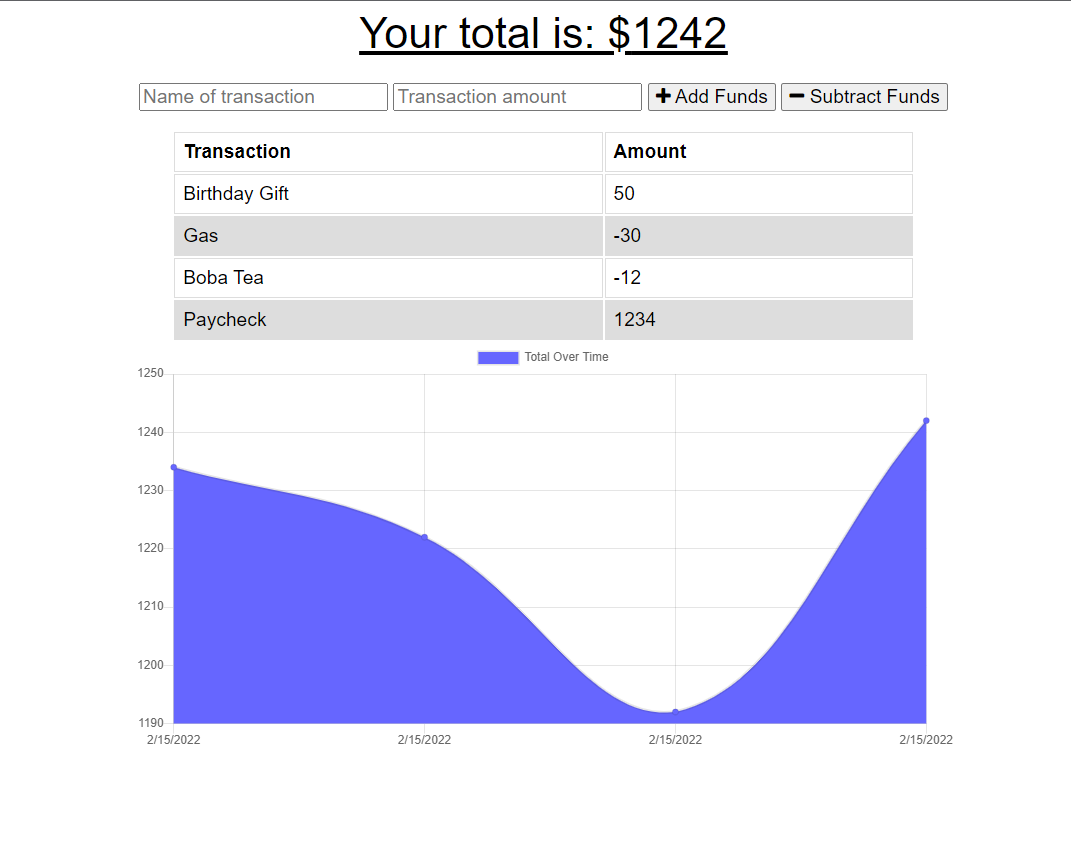 Your total is: $1242
Name of transaction Transaction amount + Add Funds − Subtract Funds
Transaction Amount
Birthday Gift 50
Gas -30
Boba Tea -12
Paycheck 1234
Total Over Time
1250
1240
1230
1220
1210
1200
1190
2/15/2022 2/15/2022 2/15/2022 2/15/2022